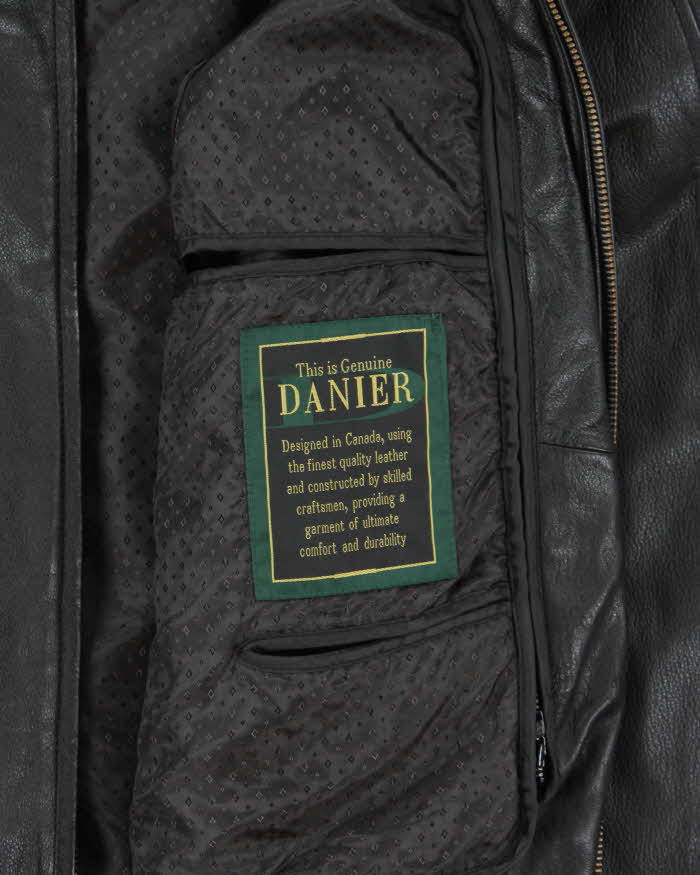 This is Genuine
DANIER
Designed in Canada, using
the finest quality leather
and constructed by skilled
craftsmen, providing a
garment of ultimate
comfort and durability